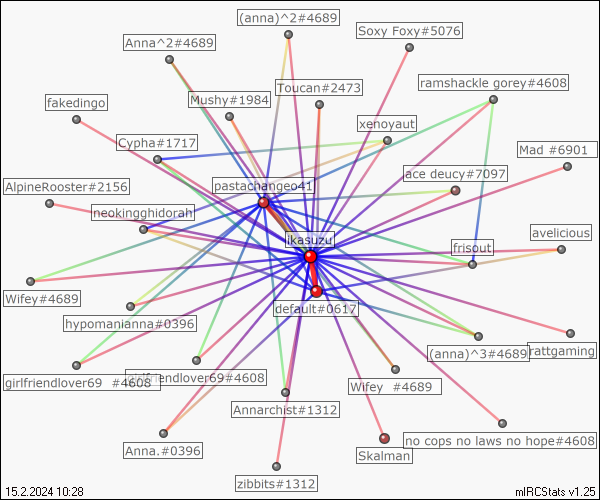 (anna)^2#4689
Soxy Foxy#5076
Anna^2#4689
ramshackle gorey#4608
Toucan#2473
fakedingo
Mushy#1984
xenoyaut
Cypha#1717
Mad #6901
ace deucy#7097
pastachangeo41
AlpineRooster#2156
neokingghidorah
avelicious
ikasuzu
frisout
Wifey#4689
default#0617
hypomanianna#0396
(anna)^3#4689
rattgaming
girlfriendlover69 #4608
girlfriendlover69#4608
Wifey #4689
Annarchist#1312
no cops no laws no hope#4608
Anna.#0396
Skalman
zibbits#1312
15.2.2024 10:28
mIRCStats v1.25